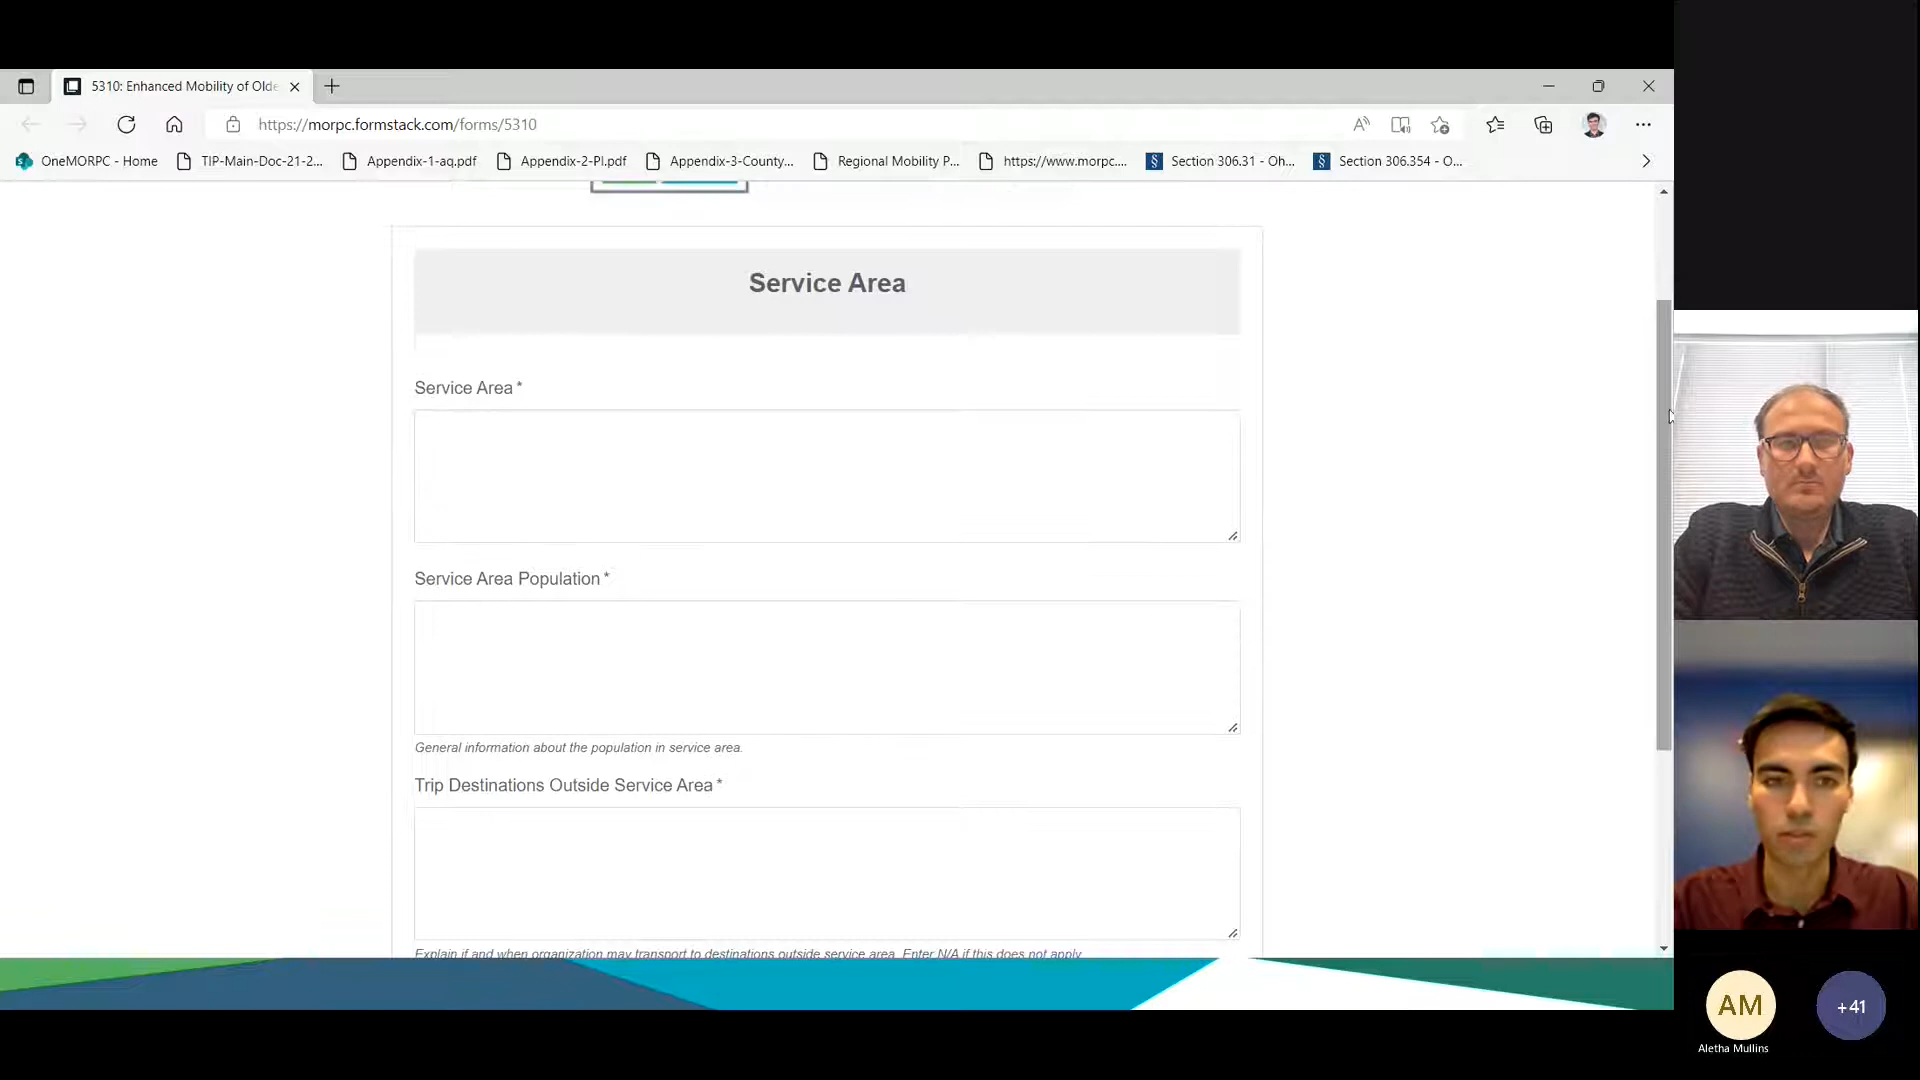 5310: Enhanced Mobility of Olde
https://morpc.formstack.com/forms/5310
OneMORPC - Home
TIP-Main-Doc-21-2...
Appendix-1-aq.pdf
Appendix-2-PI.pdf
Appendix-3-County...
Regional Mobility P...
https://www.morpc....
§ Section 306.31 - Oh...
§ Section 306.354 - O...
Service Area
Service Area *
Service Area Population *
General information about the population in service area.
Trip Destinations Outside Service Area *
Explain if and when organization may transport to destinations outside service area. Enter N/A if this does not apply
AM
+41
Aletha Mullins